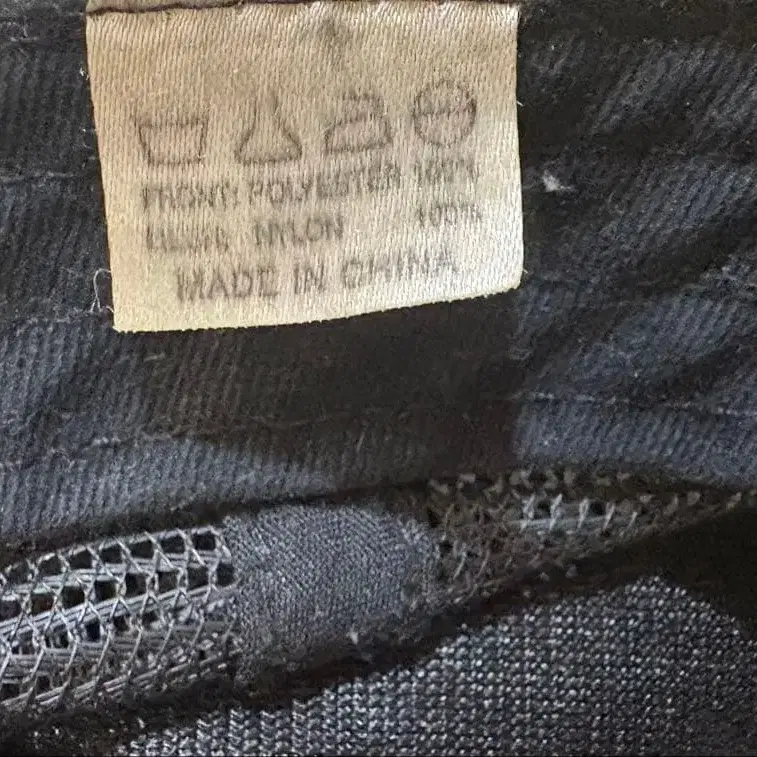 FRONT: POLYESTER 100%
NYLON 100%
MADE IN CHINA